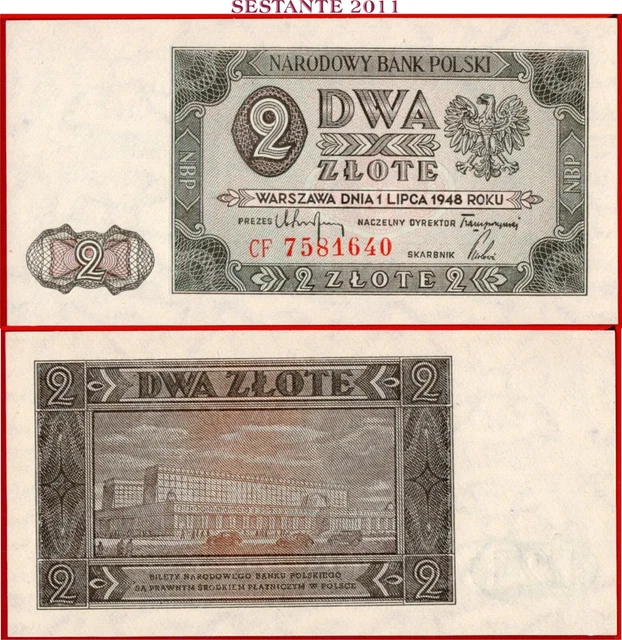 SESTANTE 2011
NARODOWY BANK POLSKI
2 DWA
ZŁOTE
NBP
NBP
WARSZAWA DNIA 1 LIPCA 1948 ROKU
PREZES NACZELNY DYREKTOR
CF 7581640 SKARBNIK
2
2 ZŁOTE 2
2 DWA ZŁOTE 2
2 BILETY NARODOWEGO BANKU POLSKIEGO 2
SĄ PRAWNYM ŚRODKIEM PŁATNICZYM W POLSCE